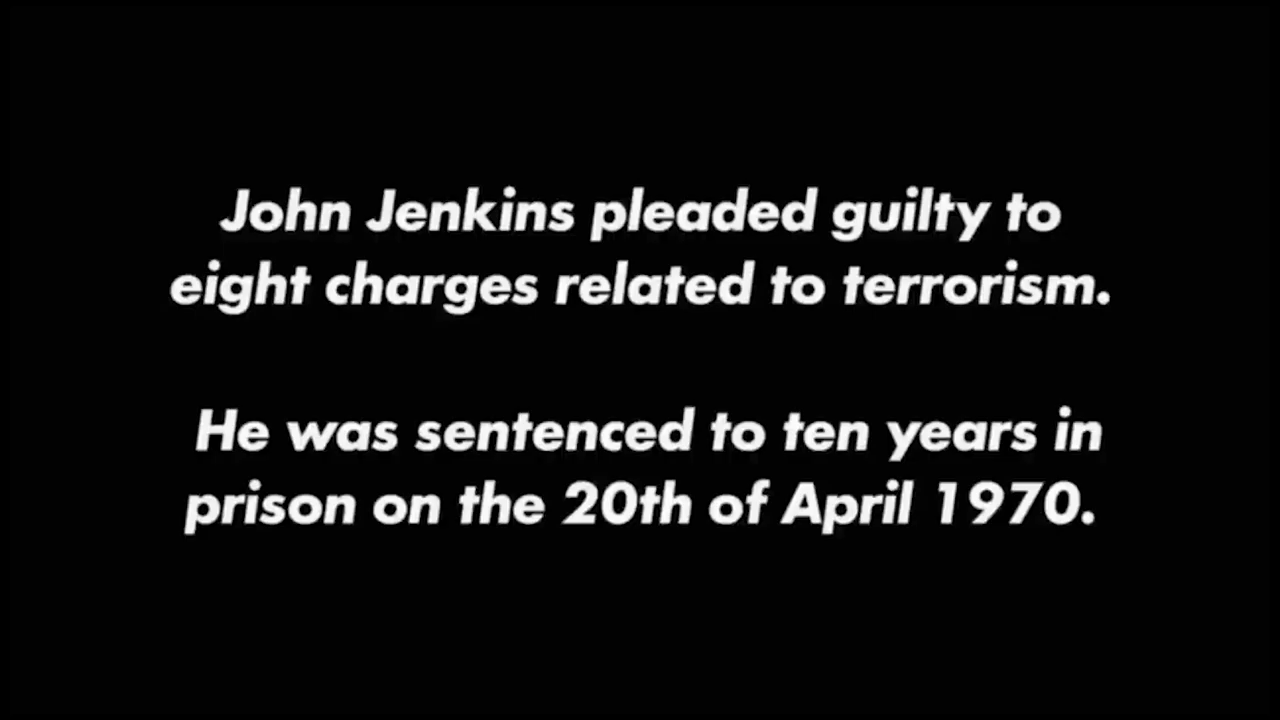 John Jenkins pleaded guilty to
eight charges related to terrorism.
He was sentenced to ten years in
prison on the 20th of April 1970.